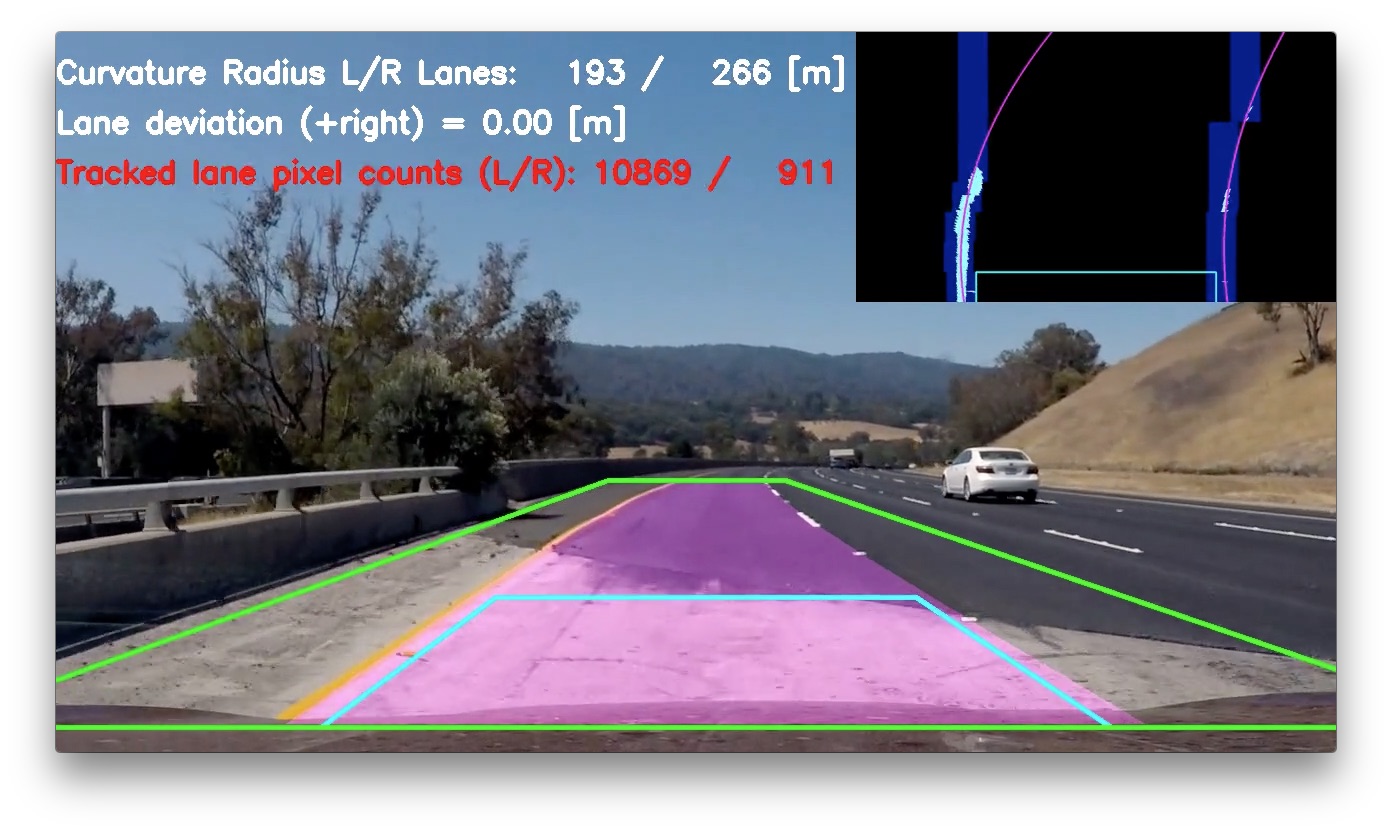 Curvature Radius L/R Lanes: 193 / 266 [m]
Lane deviation (+right) = 0.00 [m]
Tracked lane pixel counts (L/R): 10869 / 911